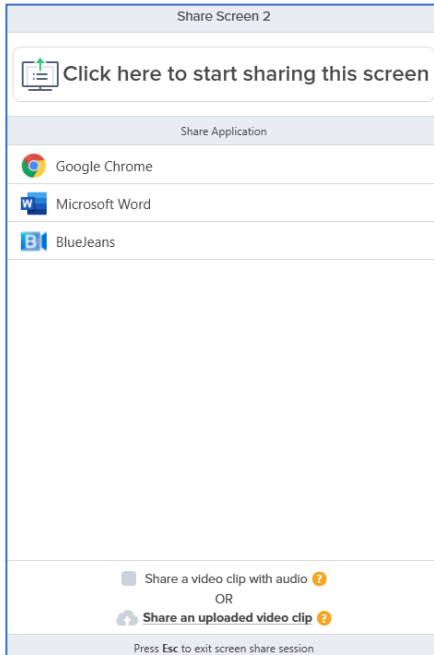 Share Screen 2
Click here to start sharing this screen
Share Application
Google Chrome
Microsoft Word
BlueJeans
Share a video clip with audio ?
OR
Share an uploaded video clip ?
Press Esc to exit screen share session